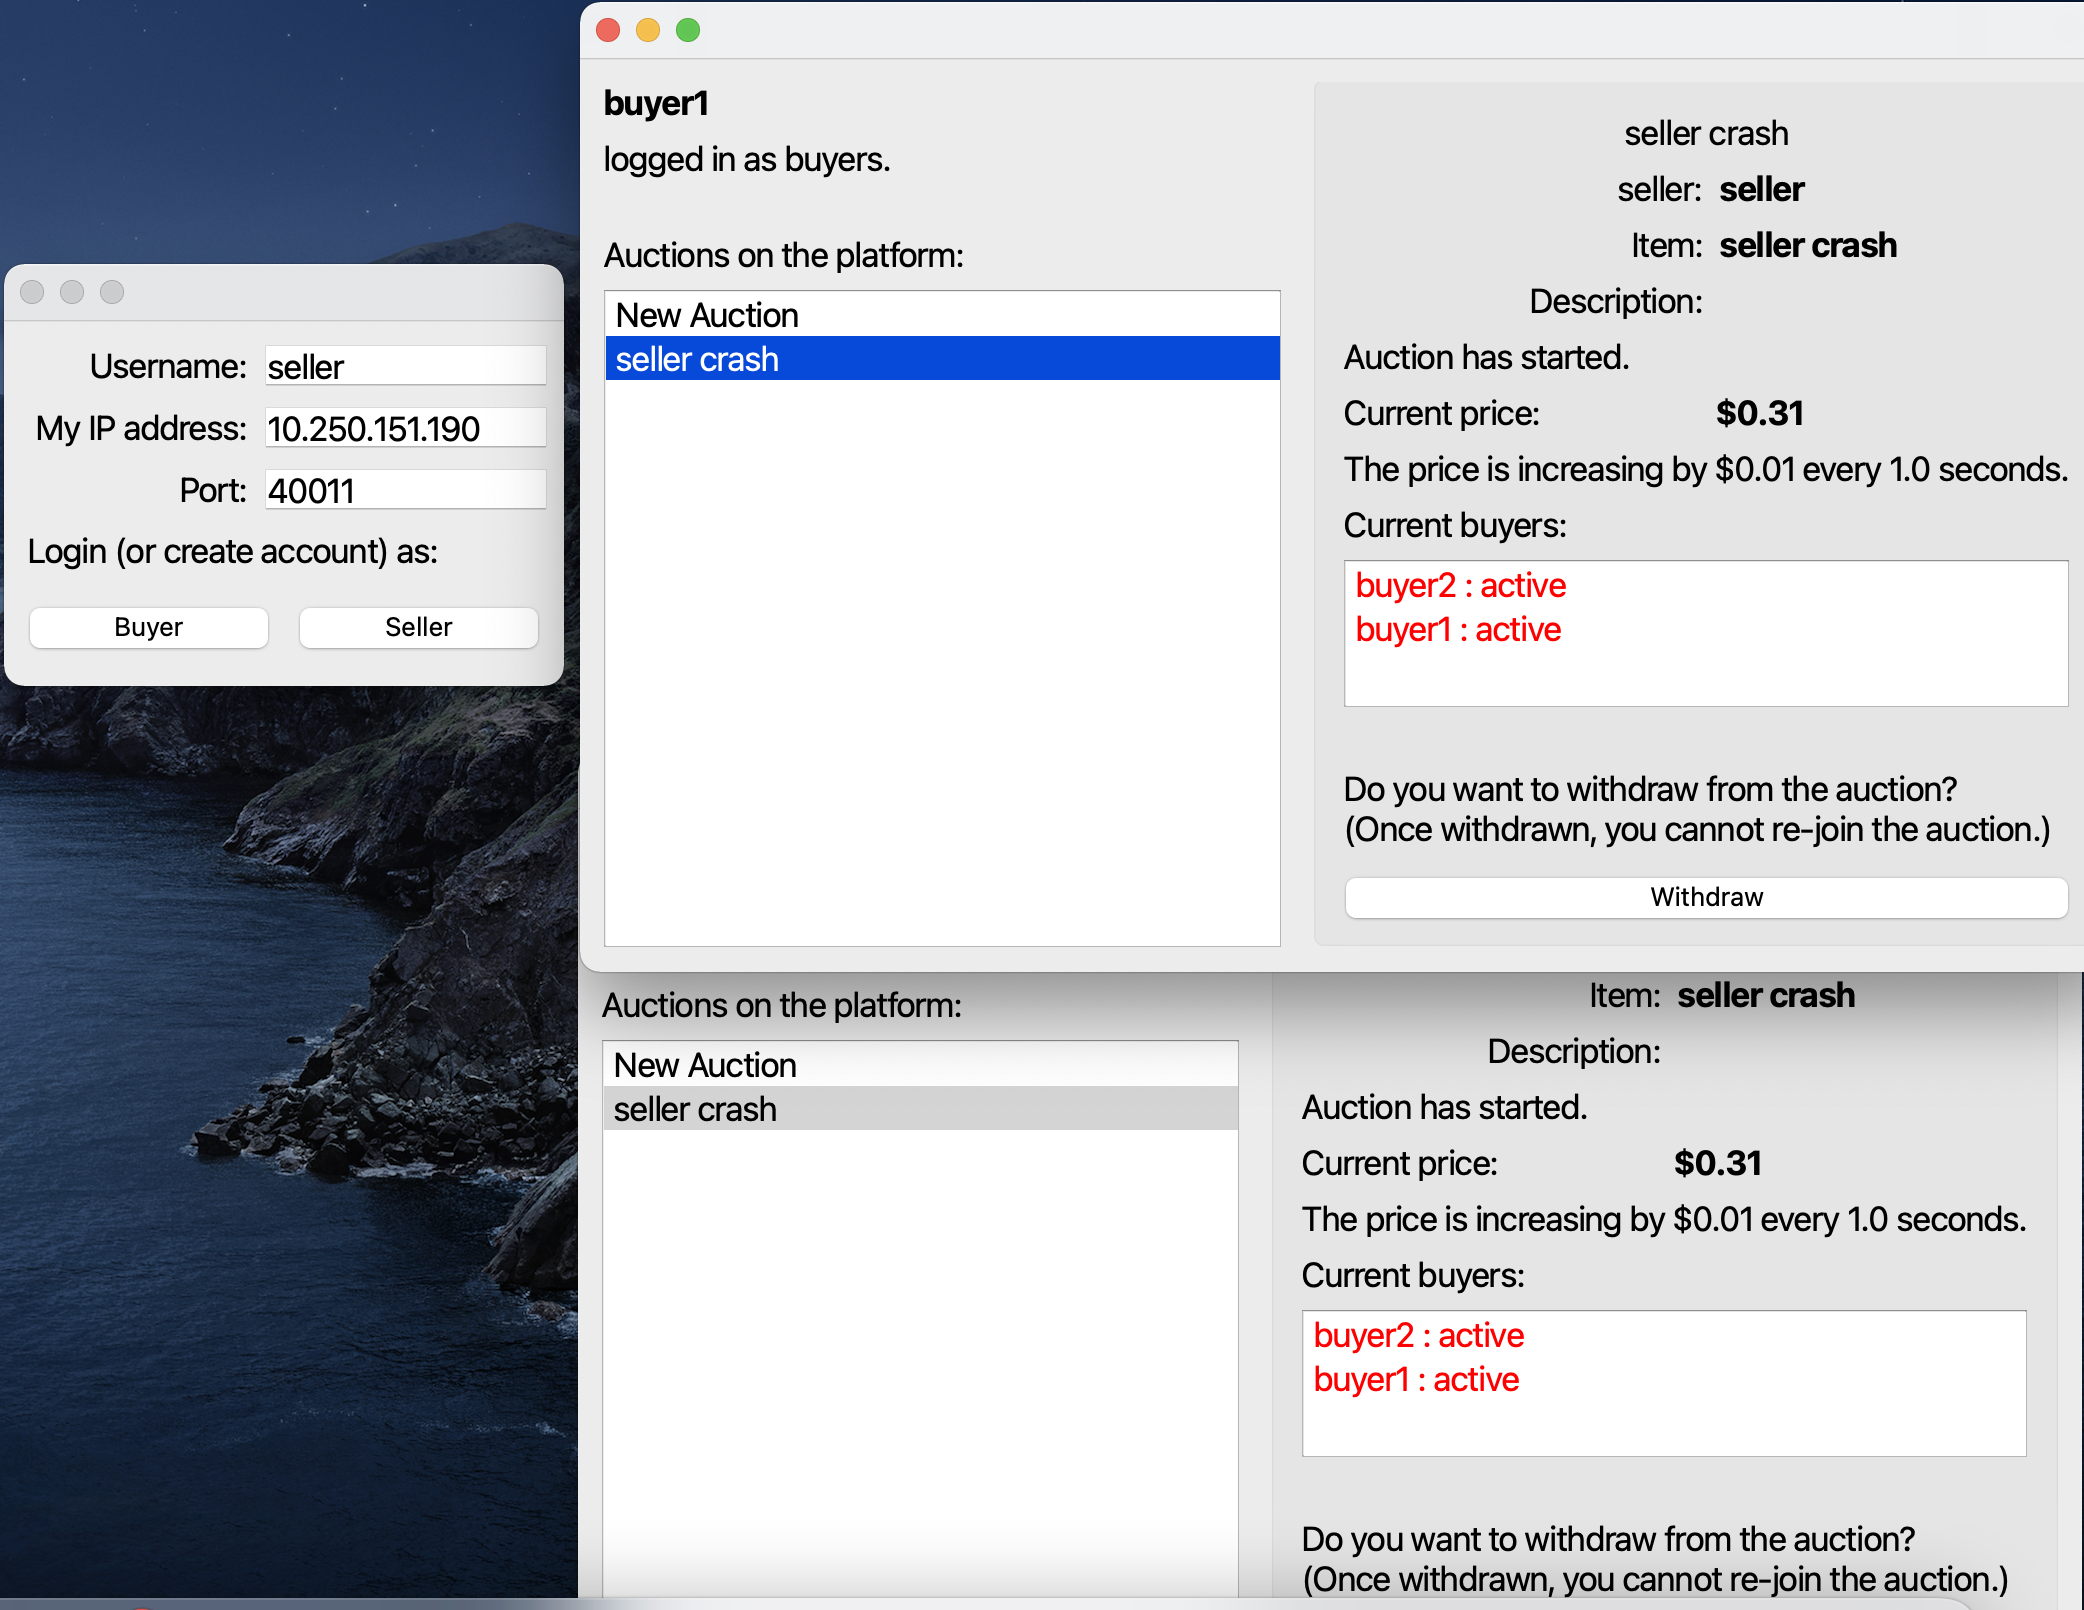 Username: seller
My IP address: 10.250.151.190
Port: 40011
Login (or create account) as:
Buyer Seller
buyer1
logged in as buyers.
Auctions on the platform:
New Auction
seller crash
seller crash
seller: seller
Item: seller crash
Description:
Auction has started.
Current price: $0.31
The price is increasing by $0.01 every 1.0 seconds.
Current buyers:
buyer2 : active
buyer1 : active
Do you want to withdraw from the auction?
(Once withdrawn, you cannot re-join the auction.)
Withdraw
Auctions on the platform:
New Auction
seller crash
Item: seller crash
Description:
Auction has started.
Current price: $0.31
The price is increasing by $0.01 every 1.0 seconds.
Current buyers:
buyer2 : active
buyer1 : active
Do you want to withdraw from the auction?
(Once withdrawn, you cannot re-join the auction.)